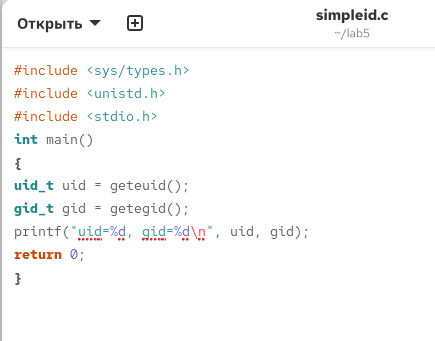 Открыть
simpleid.c
~/lab5
#include <sys/types.h>
#include <unistd.h>
#include <stdio.h>
int main()
{
uid_t uid = geteuid();
gid_t gid = getegid();
printf("uid=%d, gid=%d\n", uid, gid);
return 0;
}